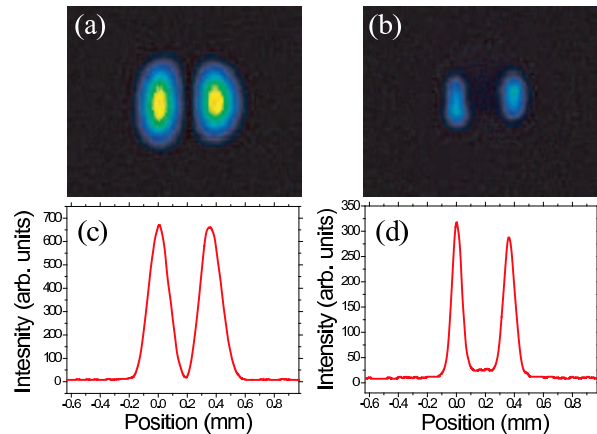 (a)
(b)
Intesnity (arb. units)
700
600
500
400
300
200
100
0
(c)
-0.6 -0.4 -0.2 0.0 0.2 0.4 0.6 0.8
Position (mm)
Intensity (arb. units)
350
300
250
200
150
100
50
0
(d)
-0.6 -0.4 -0.2 0.0 0.2 0.4 0.6 0.8
Position (mm)